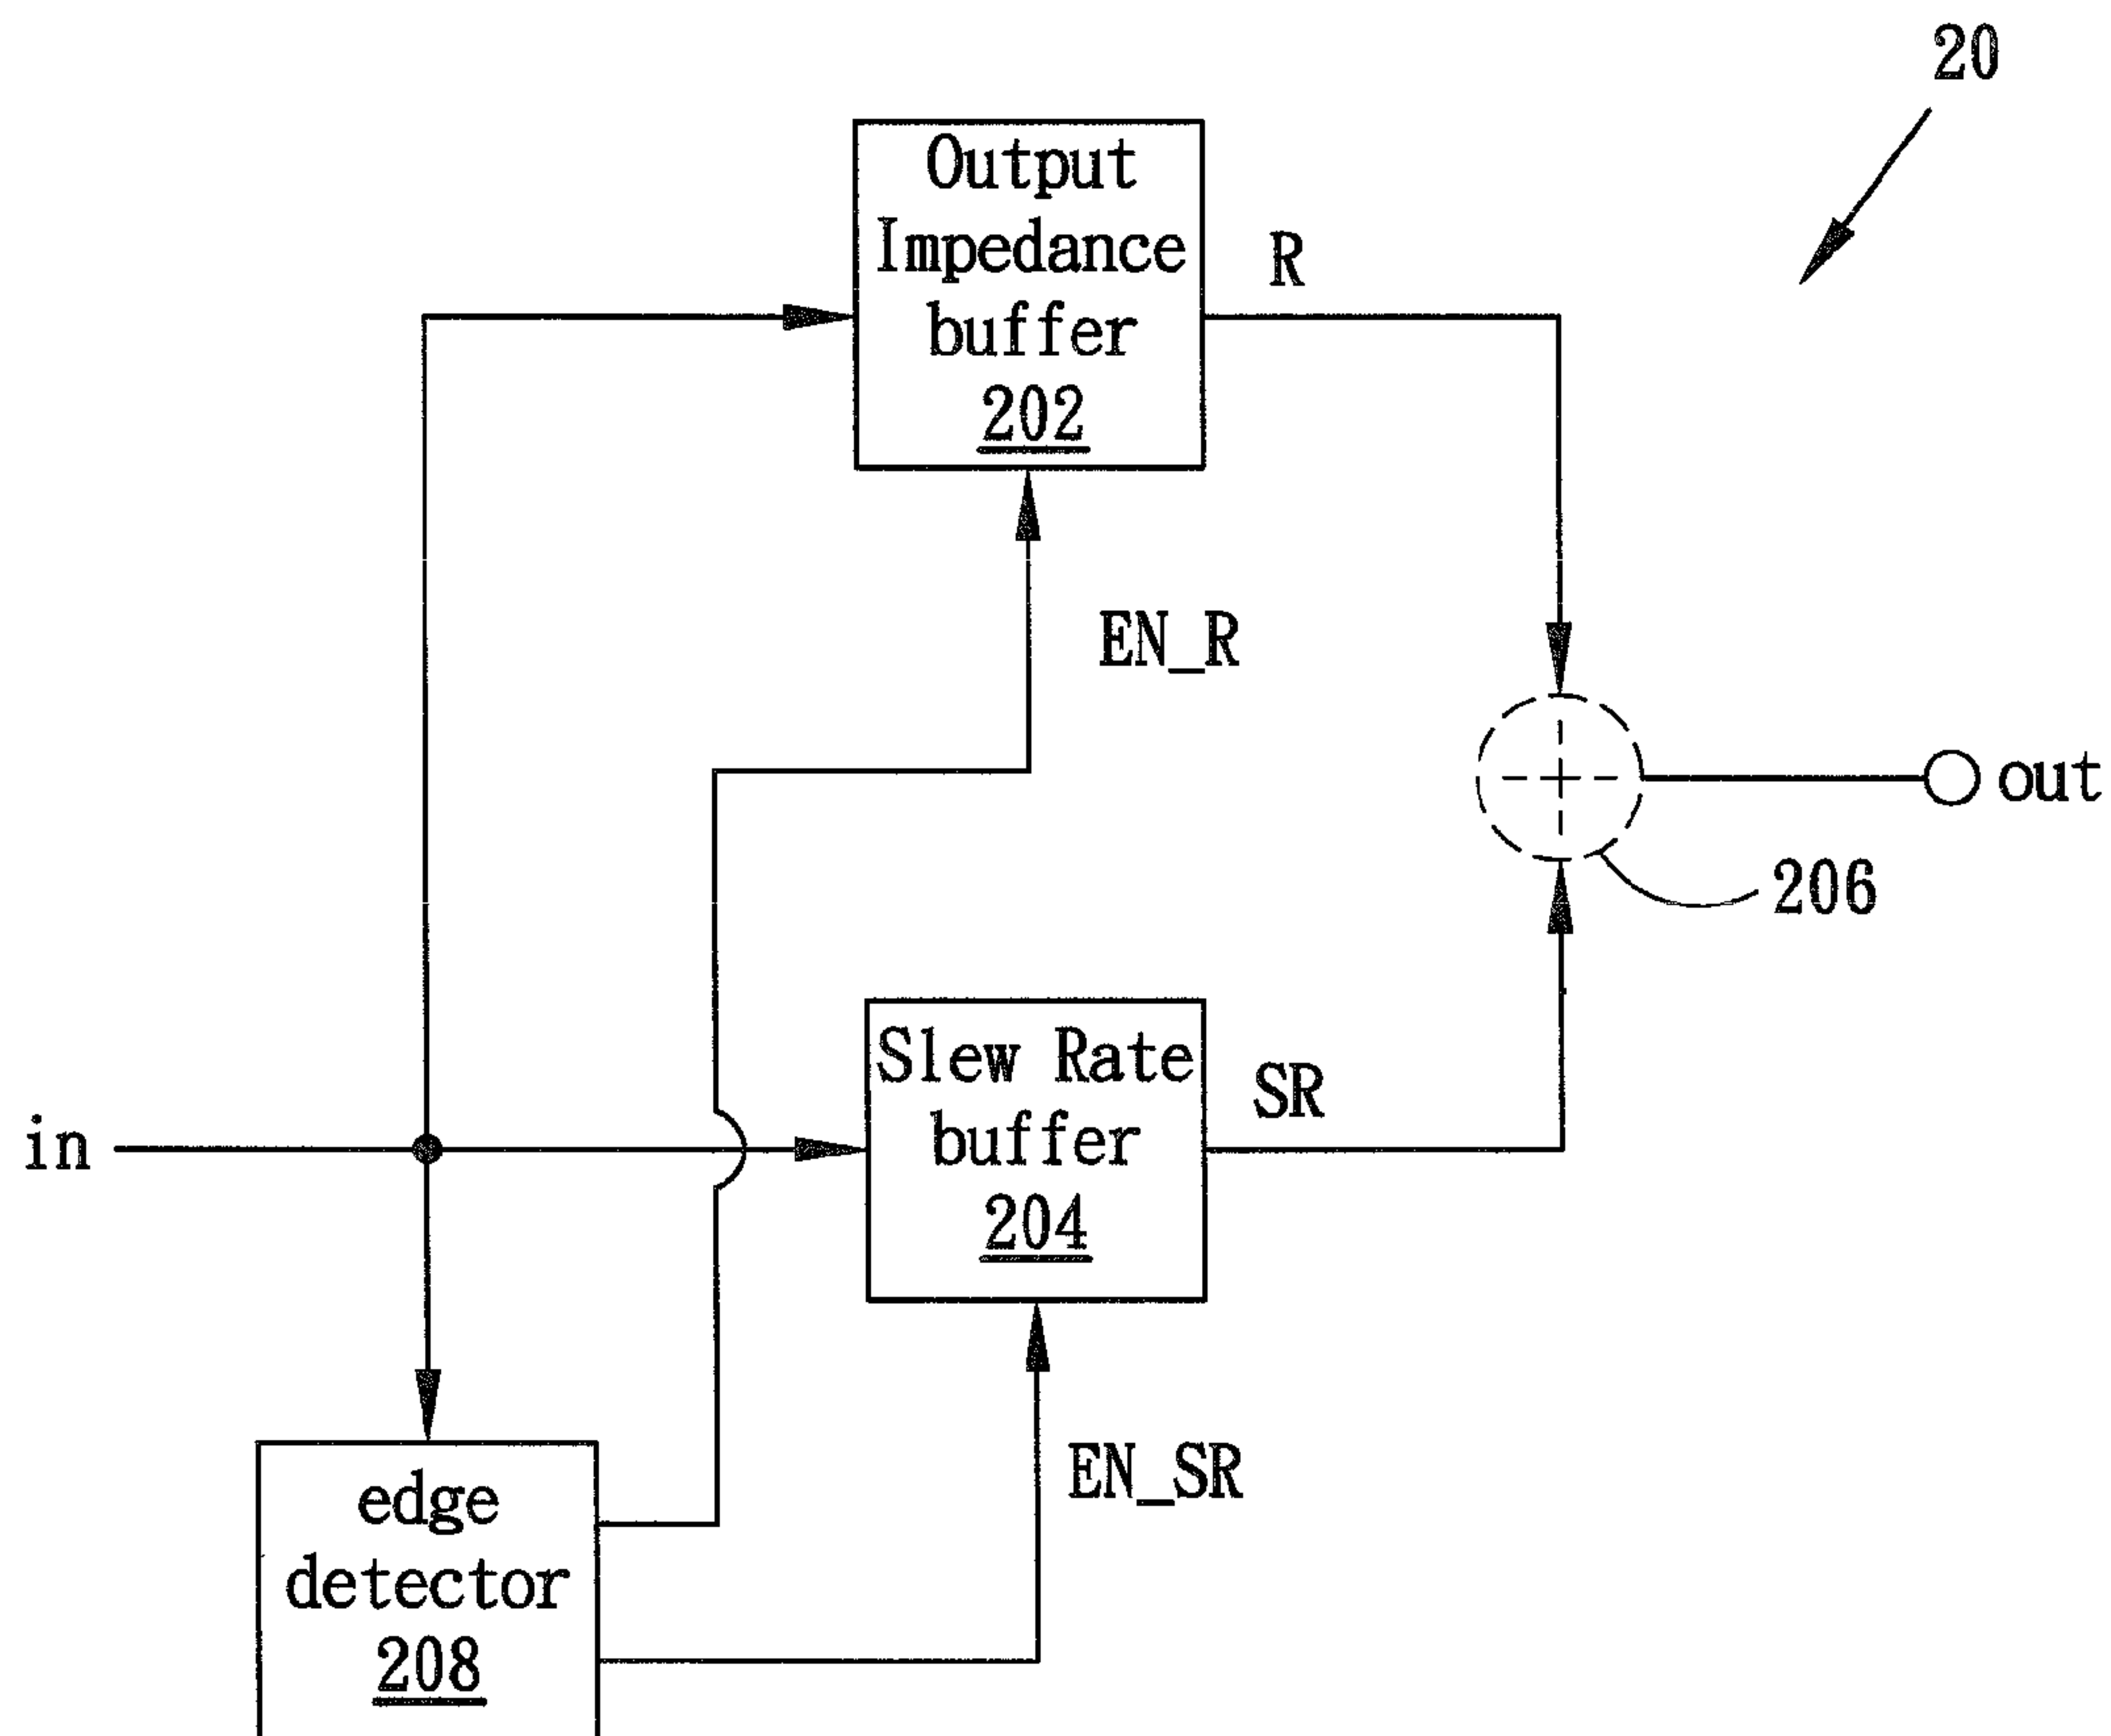 20
Output
Impedance
buffer
202
R
EN_R
out
206
Slew Rate
buffer
204
SR
in
EN_SR
edge
detector
208